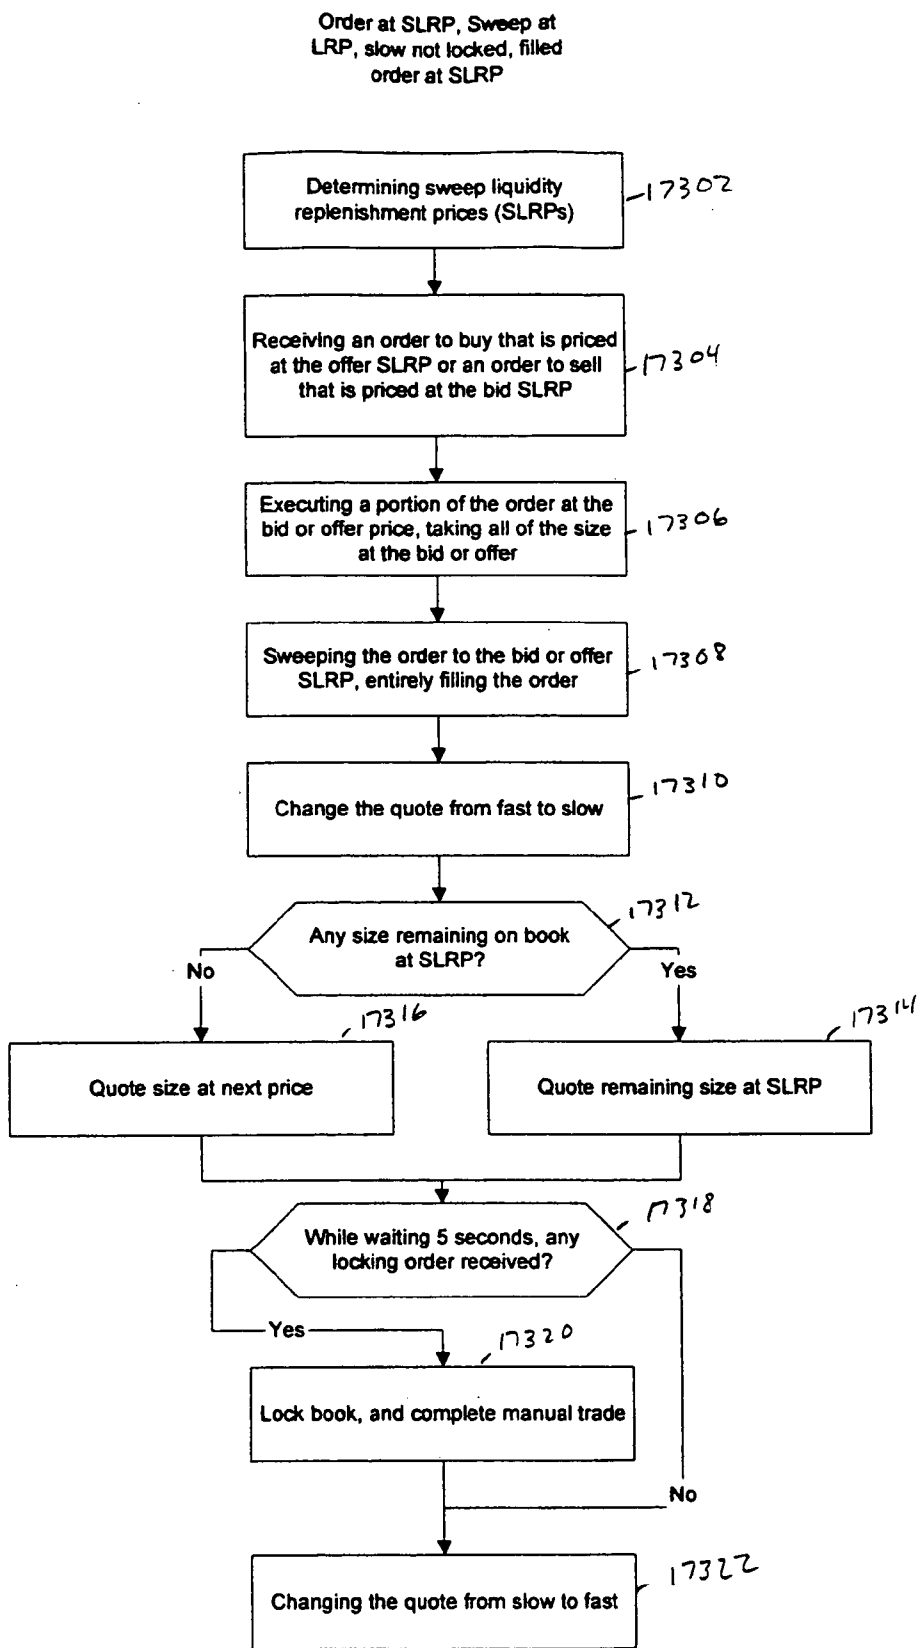 Order at SLRP, Sweep at
LRP, slow not locked, filled
order at SLRP
Determining sweep liquidity
replenishment prices (SLRPs)
17302
Receiving an order to buy that is priced
at the offer SLRP or an order to sell
that is priced at the bid SLRP
17304
Executing a portion of the order at the
bid or offer price, taking all of the size
at the bid or offer
17306
Sweeping the order to the bid or offer
SLRP, entirely filling the order
17308
Change the quote from fast to slow
17310
Any size remaining on book
at SLRP?
17312
No
Yes
17316
17314
Quote size at next price
Quote remaining size at SLRP
While waiting 5 seconds, any
locking order received?
17318
Yes
17320
Lock book, and complete manual trade
No
Changing the quote from slow to fast
17322